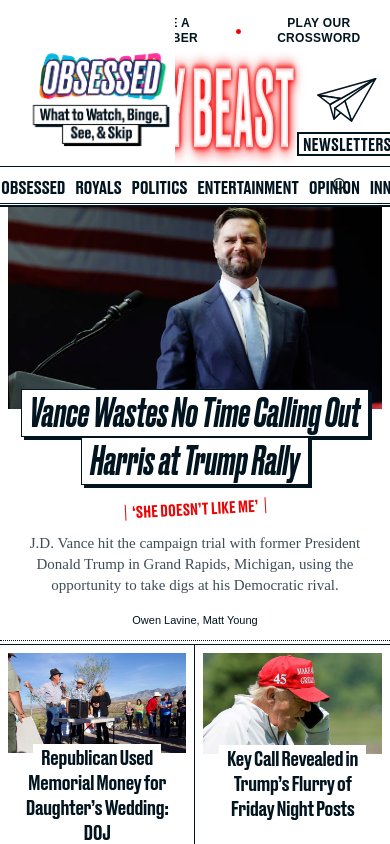 PLAY OUR
CROSSWORD
OBSESSED
What to Watch, Binge,
See, & Skip
BEAST
NEWSLETTERS
OBSESSED ROYALS POLITICS ENTERTAINMENT OPINION INN
Vance Wastes No Time Calling Out
Harris at Trump Rally
‘SHE DOESN’T LIKE ME’
J.D. Vance hit the campaign trail with former President
Donald Trump in Grand Rapids, Michigan, using the
opportunity to take digs at his Democratic rival.
Owen Lavine, Matt Young
45
Republican Used
Memorial Money for
Daughter’s Wedding:
DOJ
Key Call Revealed in
Trump’s Flurry of
Friday Night Posts